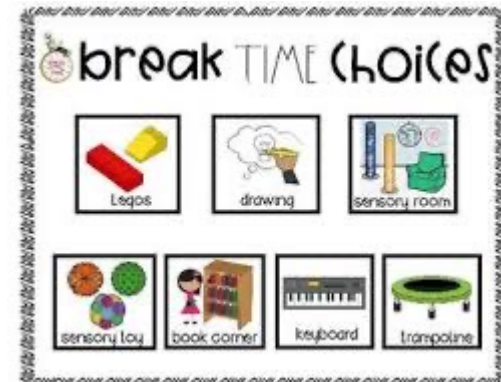 break TIME Choices
Legos
drawing
sensory room
sensory toy
book corner
keyboard
trampoline